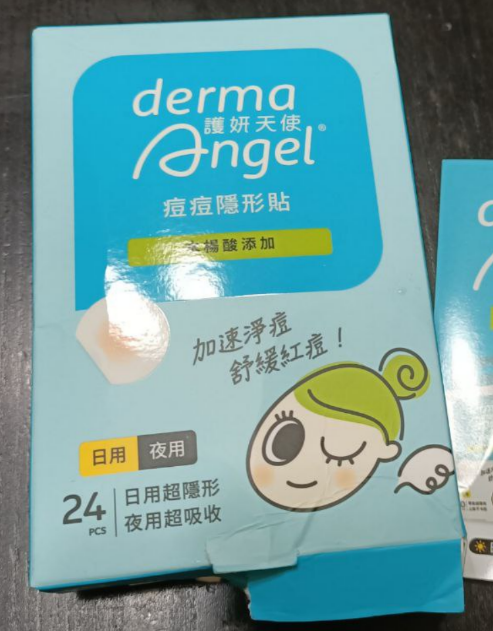 derma
護妍天使
Angel®
痘痘隱形貼
水楊酸添加
加速淨痘
舒緩紅痘！
日用 夜用
24 PCS
日用超隱形
夜用超吸收